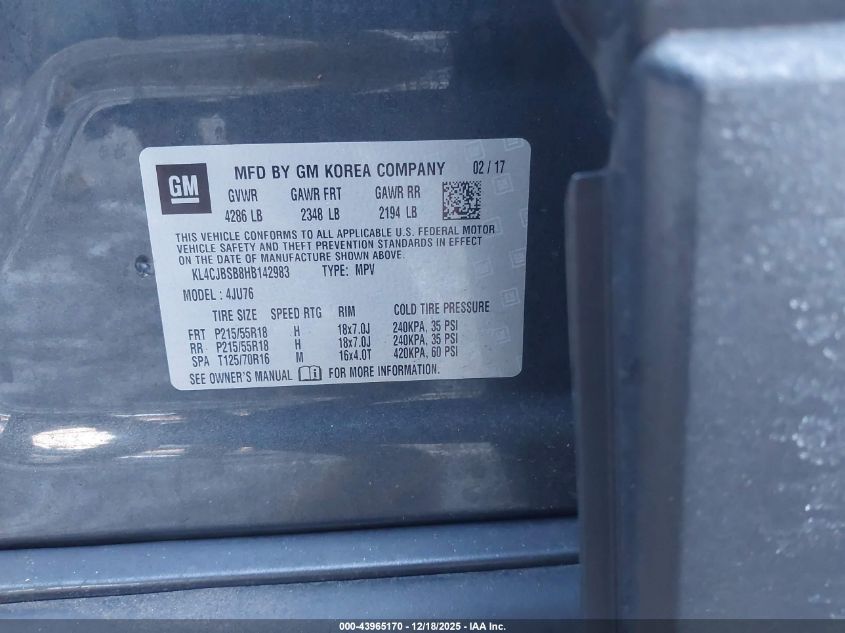 GM
MFD BY GM KOREA COMPANY 02 / 17
GVWR GAWR FRT GAWR RR
4286 LB 2348 LB 2194 LB
THIS VEHICLE CONFORMS TO ALL APPLICABLE U.S. FEDERAL MOTOR
VEHICLE SAFETY AND THEFT PREVENTION STANDARDS IN EFFECT
ON THE DATE OF MANUFACTURE SHOWN ABOVE.
KL4CJBSB8HB142983 TYPE: MPV
MODEL: 4JU76
TIRE SIZE SPEED RTG RIM COLD TIRE PRESSURE
FRT P215/55R18 H 18x7.0J 240KPA, 35 PSI
RR P215/55R18 H 18x7.0J 240KPA, 35 PSI
SPA T125/70R16 M 16x4.0T 420KPA, 60 PSI
SEE OWNER'S MANUAL FOR MORE INFORMATION.
000-43965170 - 12/18/2025 - IAA Inc.